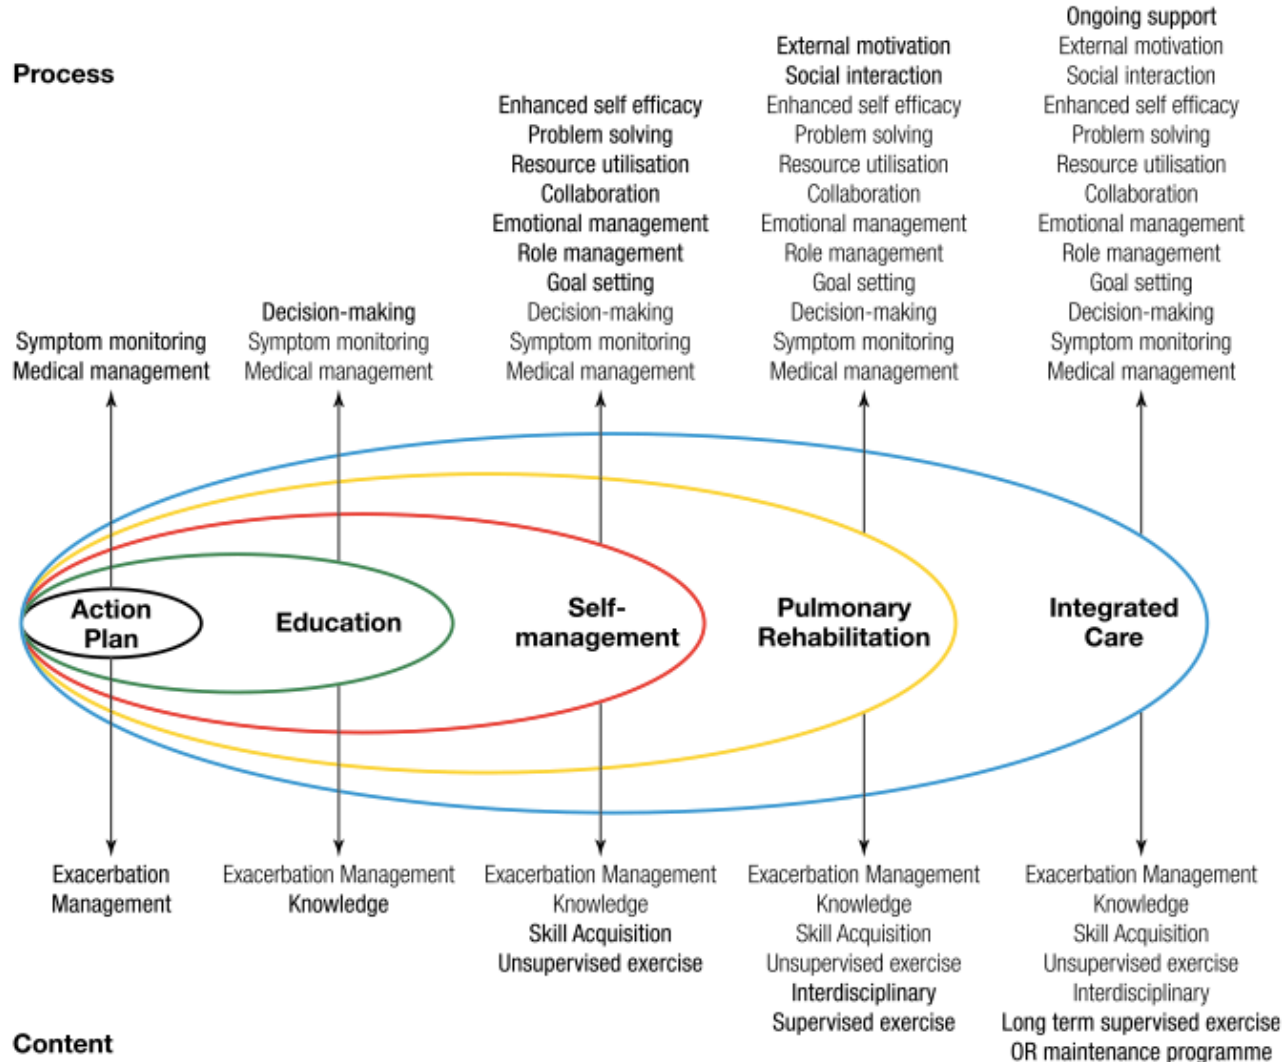 Process
Symptom monitoring
Medical management
Decision-making
Symptom monitoring
Medical management
Enhanced self efficacy
Problem solving
Resource utilisation
Collaboration
Emotional management
Role management
Goal setting
Decision-making
Symptom monitoring
Medical management
External motivation
Social interaction
Enhanced self efficacy
Problem solving
Resource utilisation
Collaboration
Emotional management
Role management
Goal setting
Decision-making
Symptom monitoring
Medical management
Ongoing support
External motivation
Social interaction
Enhanced self efficacy
Problem solving
Resource utilisation
Collaboration
Emotional management
Role management
Goal setting
Decision-making
Symptom monitoring
Medical management
Action
Plan
Education
Self-
management
Pulmonary
Rehabilitation
Integrated
Care
Exacerbation
Management
Exacerbation Management
Knowledge
Exacerbation Management
Knowledge
Skill Acquisition
Unsupervised exercise
Exacerbation Management
Knowledge
Skill Acquisition
Unsupervised exercise
Interdisciplinary
Supervised exercise
Exacerbation Management
Knowledge
Skill Acquisition
Unsupervised exercise
Interdisciplinary
Long term supervised exercise
OR maintenance programme
Content